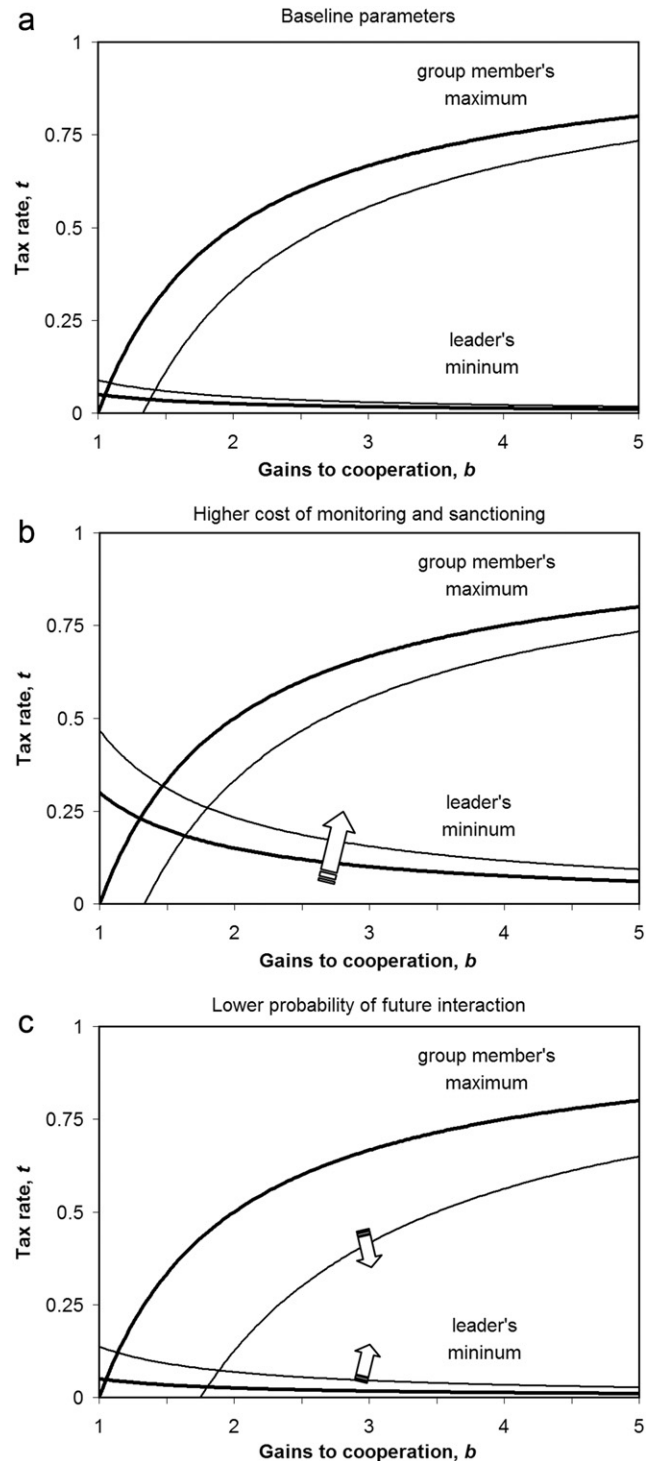 a
Baseline parameters
1
group member's
maximum
0.75
Tax rate, t
0.5
0.25
leader's
mininum
0
1 2 3 4 5
Gains to cooperation, b
b
Higher cost of monitoring and sanctioning
1
group member's
maximum
0.75
Tax rate, t
0.5
0.25
leader's
mininum
0
1 2 3 4 5
Gains to cooperation, b
c
Lower probability of future interaction
1
group member's
maximum
0.75
Tax rate, t
0.5
0.25
leader's
mininum
0
1 2 3 4 5
Gains to cooperation, b